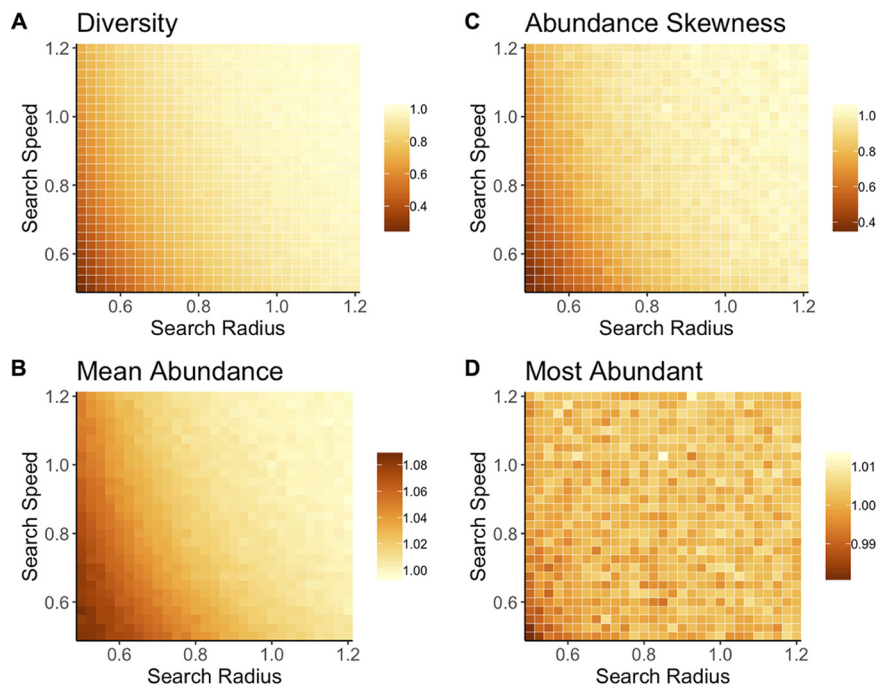 A Diversity
Search Speed
1.2
1.0
0.8
0.6
0.6 0.8 1.0 1.2
Search Radius
1.0
0.8
0.6
0.4
C Abundance Skewness
Search Speed
1.2
1.0
0.8
0.6
0.6 0.8 1.0 1.2
Search Radius
1.0
0.8
0.6
0.4
B Mean Abundance
Search Speed
1.2
1.0
0.8
0.6
0.6 0.8 1.0 1.2
Search Radius
1.08
1.06
1.04
1.02
1.00
D Most Abundant
Search Speed
1.2
1.0
0.8
0.6
0.6 0.8 1.0 1.2
Search Radius
1.01
1.00
0.99